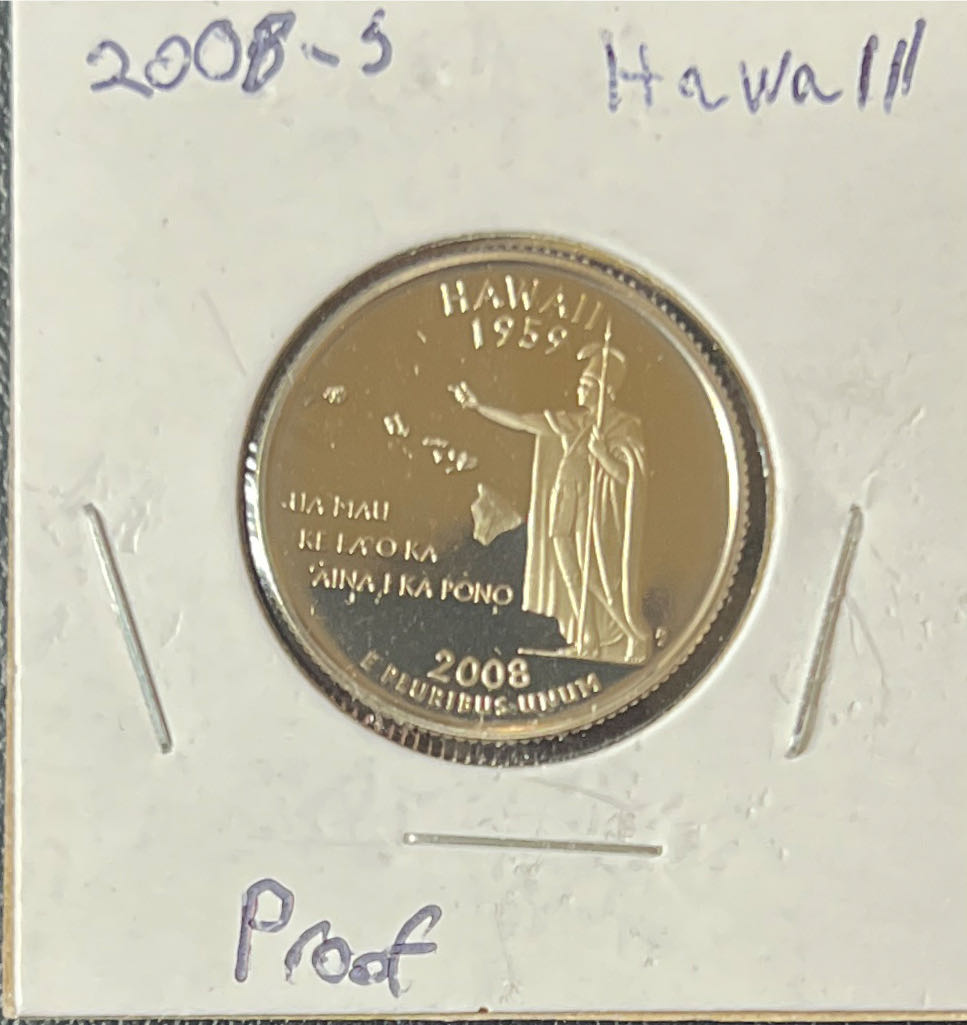 2008-S Hawaii
HAWAII
1959
UA MAU
KE EA O KA
'ĀINA I KA PONO
2008
E PLURIBUS UNUM
Proof